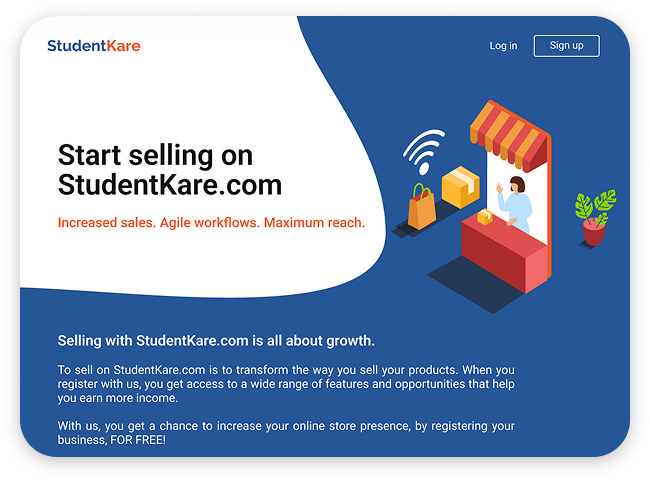 StudentKare
Log in
Sign up
Start selling on
StudentKare.com
Increased sales. Agile workflows. Maximum reach.
Selling with StudentKare.com is all about growth.
To sell on StudentKare.com is to transform the way you sell your products. When you
register with us, you get access to a wide range of features and opportunities that help
you earn more income.
With us, you get a chance to increase your online store presence, by registering your
business, FOR FREE!